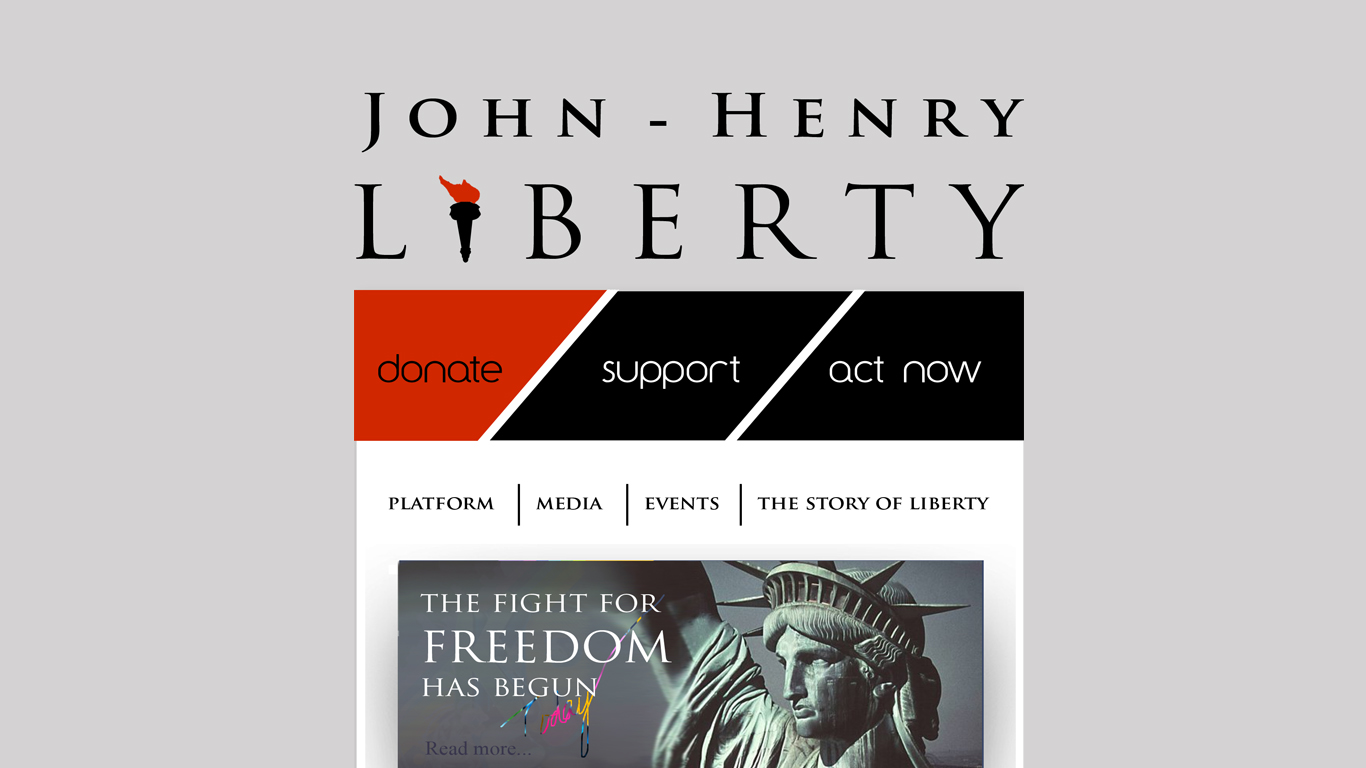 JOHN - HENRY
LIBERTY
donate
support
act now
PLATFORM
MEDIA
EVENTS
THE STORY OF LIBERTY
THE FIGHT FOR
FREEDOM
HAS BEGUN
Today
Read more...